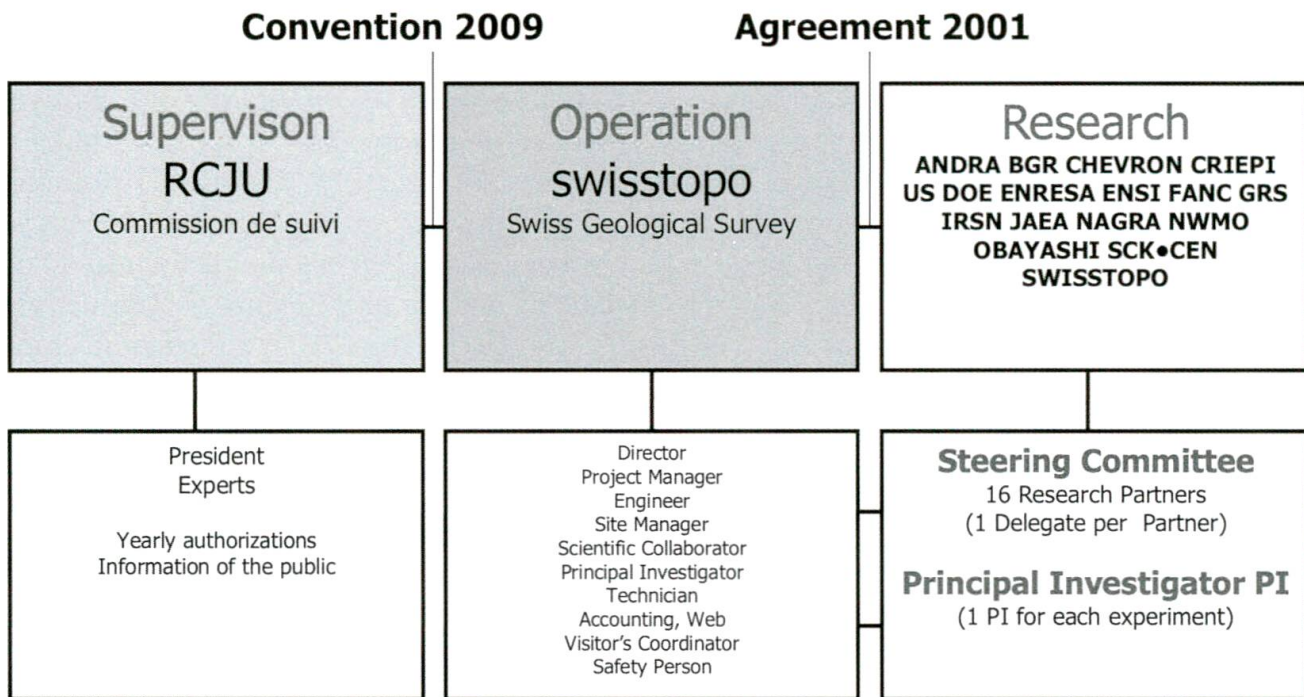 Convention 2009
Agreement 2001
Supervison
RCJU
Commission de suivi
Operation
swisstopo
Swiss Geological Survey
Research
ANDRA BGR CHEVRON CRIEPI
US DOE ENRESA ENSI FANC GRS
IRSN JAEA NAGRA NWMO
OBAYASHI SCK●CEN
SWISSTOPO
President
Experts
Yearly authorizations
Information of the public
Director
Project Manager
Engineer
Site Manager
Scientific Collaborator
Principal Investigator
Technician
Accounting, Web
Visitor's Coordinator
Safety Person
Steering Committee
16 Research Partners
(1 Delegate per Partner)
Principal Investigator PI
(1 PI for each experiment)